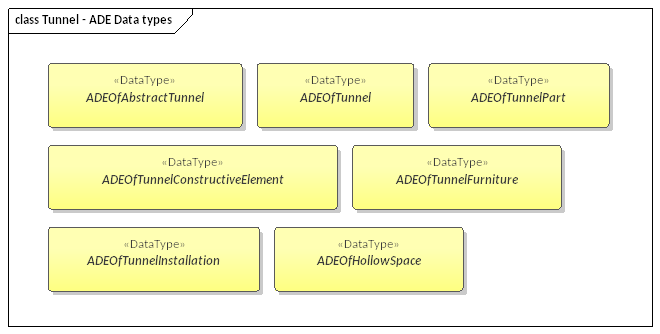 class Tunnel - ADE Data types
«DataType»
ADEOfAbstractTunnel
«DataType»
ADEOfTunnel
«DataType»
ADEOfTunnelPart
«DataType»
ADEOfTunnelConstructiveElement
«DataType»
ADEOfTunnelFurniture
«DataType»
ADEOfTunnelInstallation
«DataType»
ADEOfHollowSpace